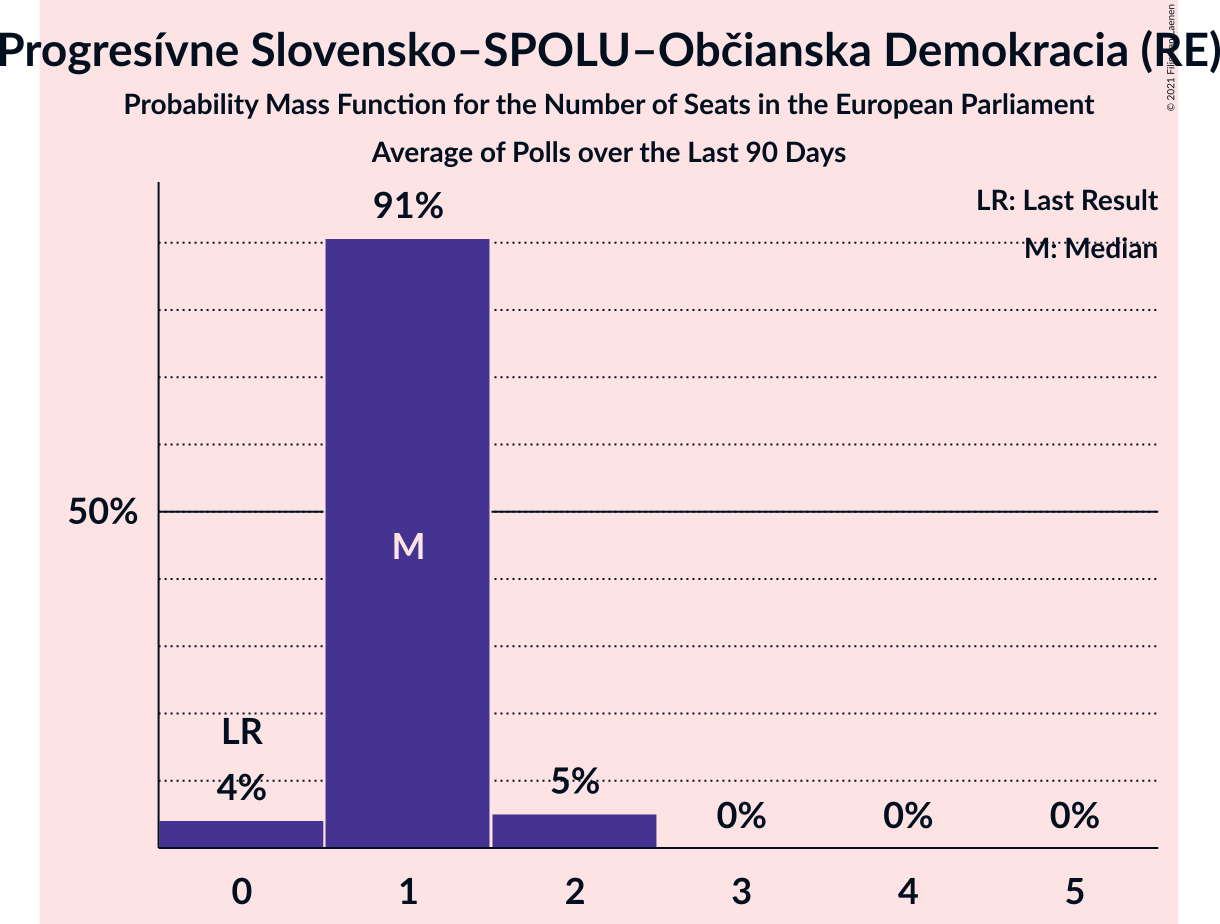 Progresívne Slovensko–SPOLU–Občianska Demokracia (RE)
Probability Mass Function for the Number of Seats in the European Parliament
Average of Polls over the Last 90 Days
LR: Last Result
M: Median
91%
50%
M
LR
4%
5%
0%
0%
0%
0
1
2
3
4
5
© 2021